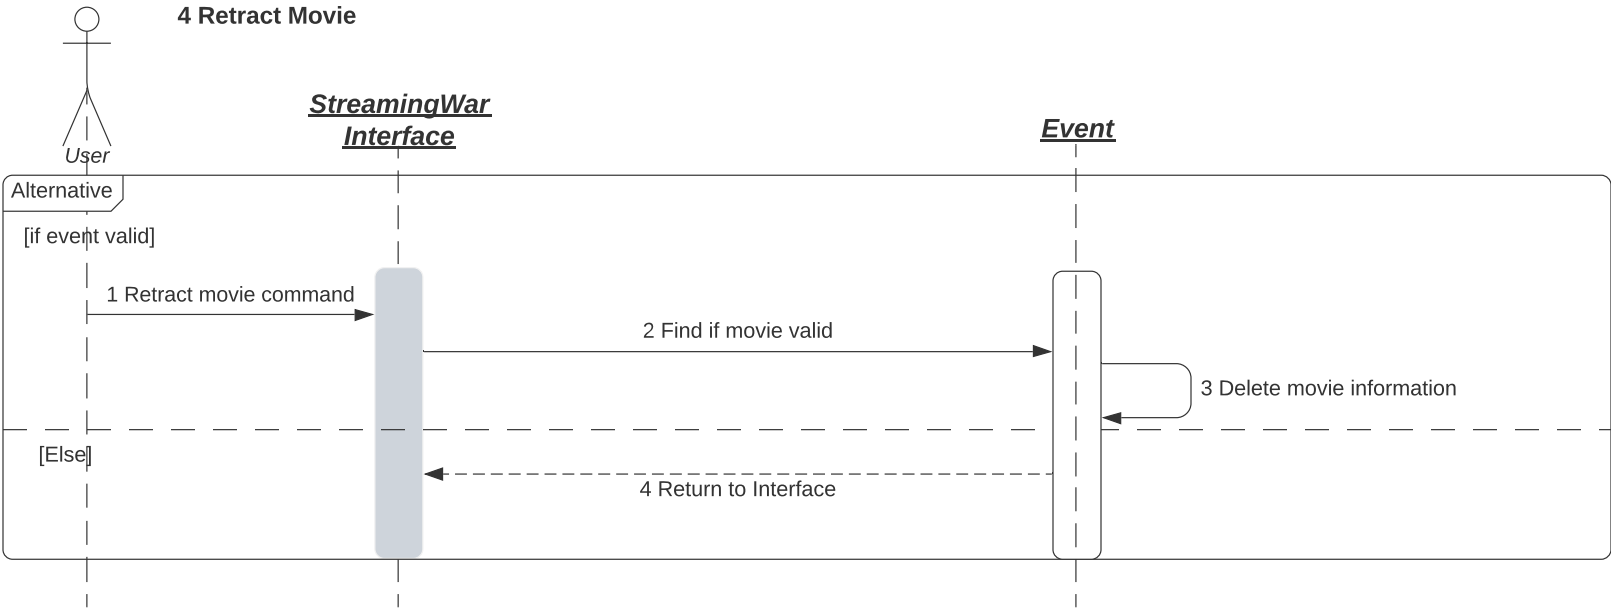 4 Retract Movie
StreamingWar
Interface
Event
User
Alternative
[if event valid]
1 Retract movie command
2 Find if movie valid
3 Delete movie information
[Else]
4 Return to Interface